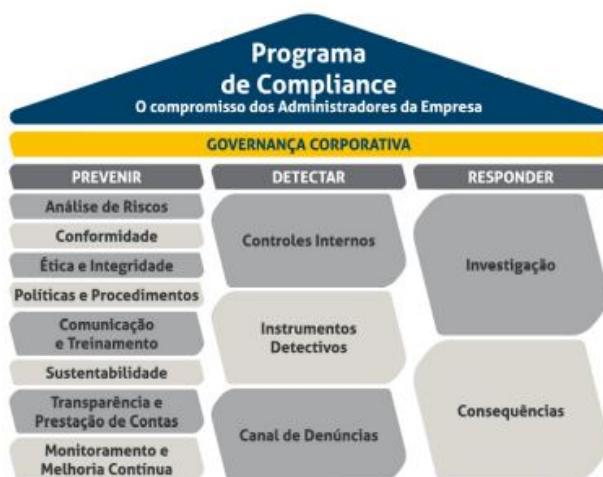 Programa
de Compliance
O compromisso dos Administradores da Empresa
GOVERNANÇA CORPORATIVA
PREVENIR
Análise de Riscos
Conformidade
Ética e Integridade
Políticas e Procedimentos
Comunicação
e Treinamento
Sustentabilidade
Transparência e
Prestação de Contas
Monitoramento e
Melhoria Contínua
DETECTAR
Controles Internos
Instrumentos
Detectivos
Canal de Denúncias
RESPONDER
Investigação
Consequências